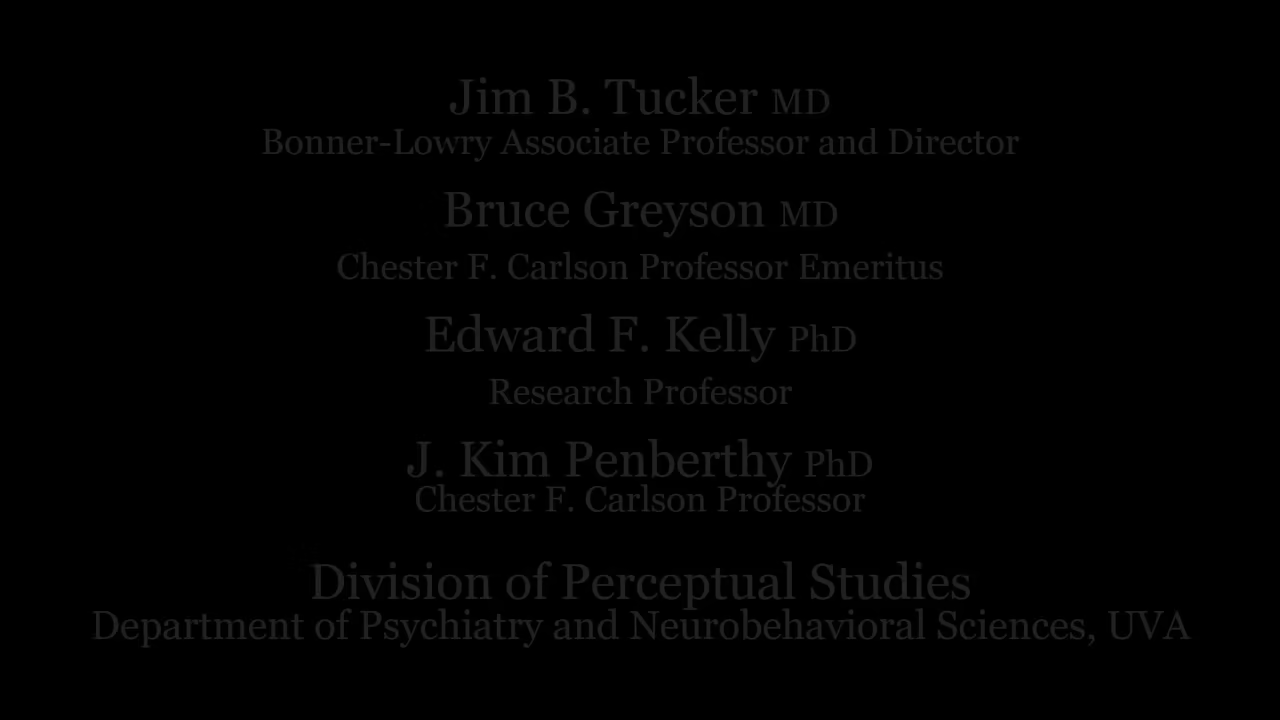 Jim B. Tucker MD
Bonner-Lowry Associate Professor and Director
Bruce Greyson MD
Chester F. Carlson Professor Emeritus
Edward F. Kelly PhD
Research Professor
J. Kim Penberthy PhD
Chester F. Carlson Professor
Division of Perceptual Studies
Department of Psychiatry and Neurobehavioral Sciences, UVA